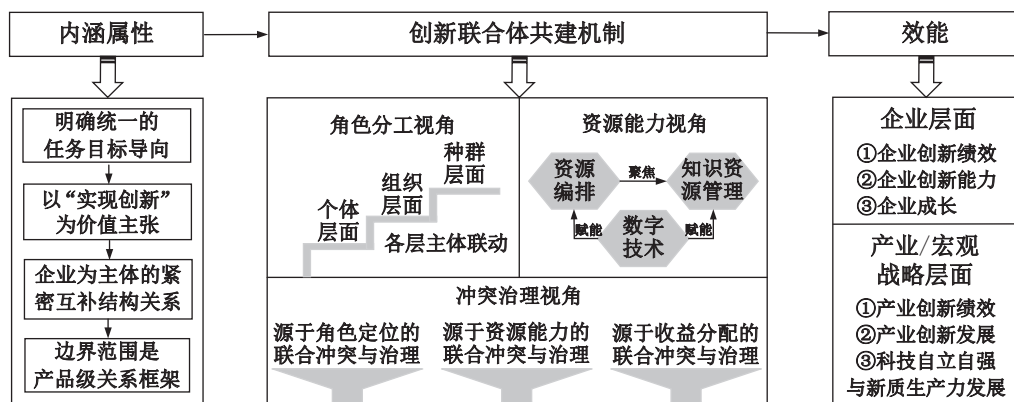 内涵属性
创新联合体共建机制
效能
明确统一的
任务目标导向
以“实现创新”
为价值主张
企业为主体的紧
密互补结构关系
边界范围是
产品级关系框架
角色分工视角
种群
层面
组织
层面
个体
层面
各层主体联动
资源能力视角
资源
编排
聚焦
知识资
源管理
赋能
数字
技术
赋能
冲突治理视角
源于角色定位的
联合冲突与治理
源于资源能力的
联合冲突与治理
源于收益分配的
联合冲突与治理
企业层面
①企业创新绩效
②企业创新能力
③企业成长
产业/宏观
战略层面
①产业创新绩效
②产业创新发展
③科技自立自强
与新质生产力发展